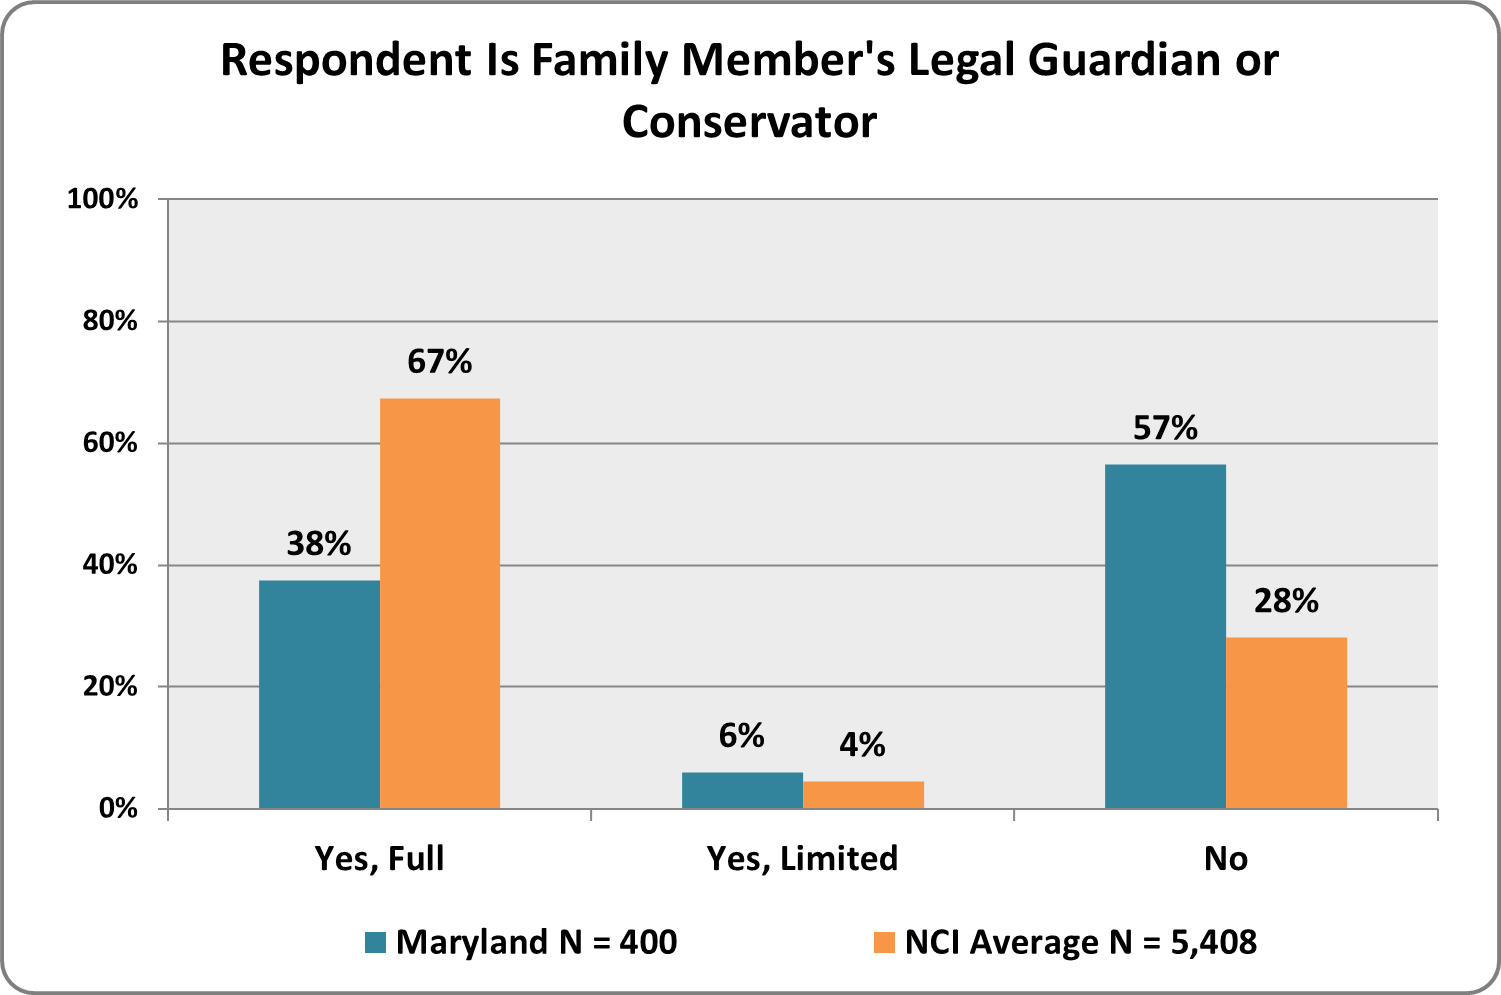 Respondent Is Family Member's Legal Guardian or
Conservator
100%
80%
60%
40%
20%
0%
38%
67%
6%
4%
57%
28%
Yes, Full
Yes, Limited
No
Maryland N = 400
NCI Average N = 5,408